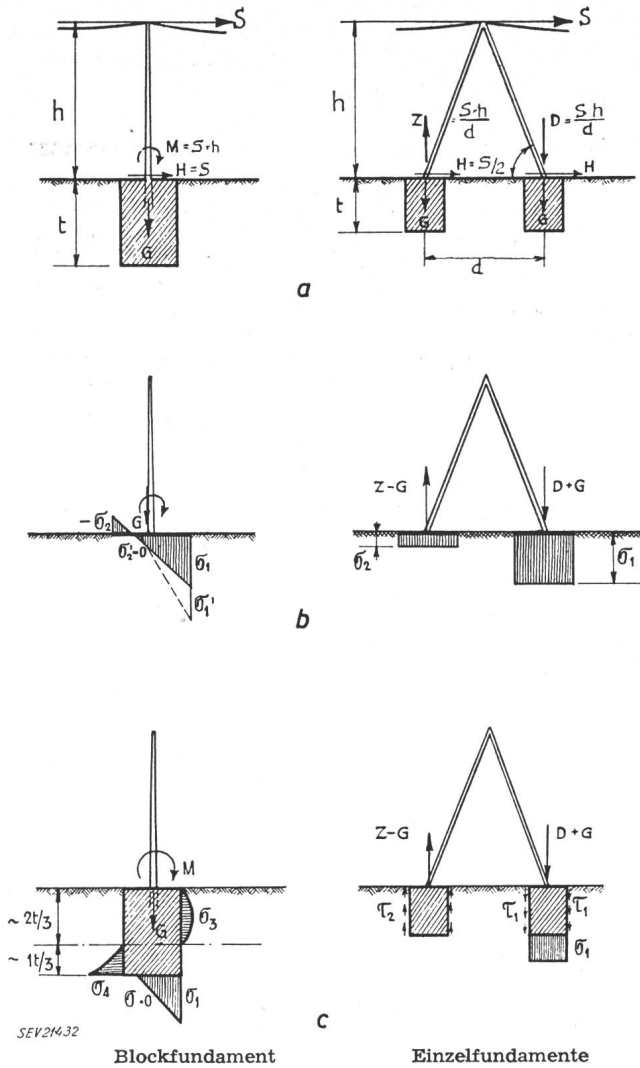 S
S
h
h
M = S·h
H = S
Z
= S·h/d
D = S·h/d
H = S/2
H
t
t
G
G
G
d
a
-σ₂
G
σ₂'=0
σ₁
σ₁'
Z-G
D+G
σ₂
σ₁
b
M
G
~ 2t/3
~ 1t/3
σ₃
σ₄
σ=0
σ₁
Z-G
D+G
τ₂
τ₁
τ₁
σ₁
c
SEV21432
Blockfundament
Einzelfundamente